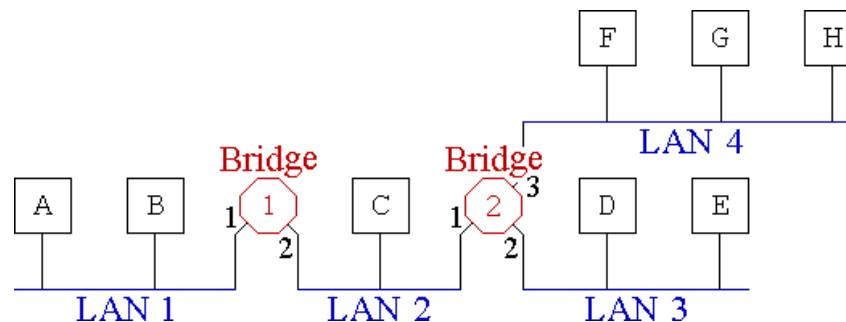 F G H
LAN 4
Bridge Bridge
3
A B 1 1 C 1 2 D E
2 2
LAN 1 LAN 2 LAN 3